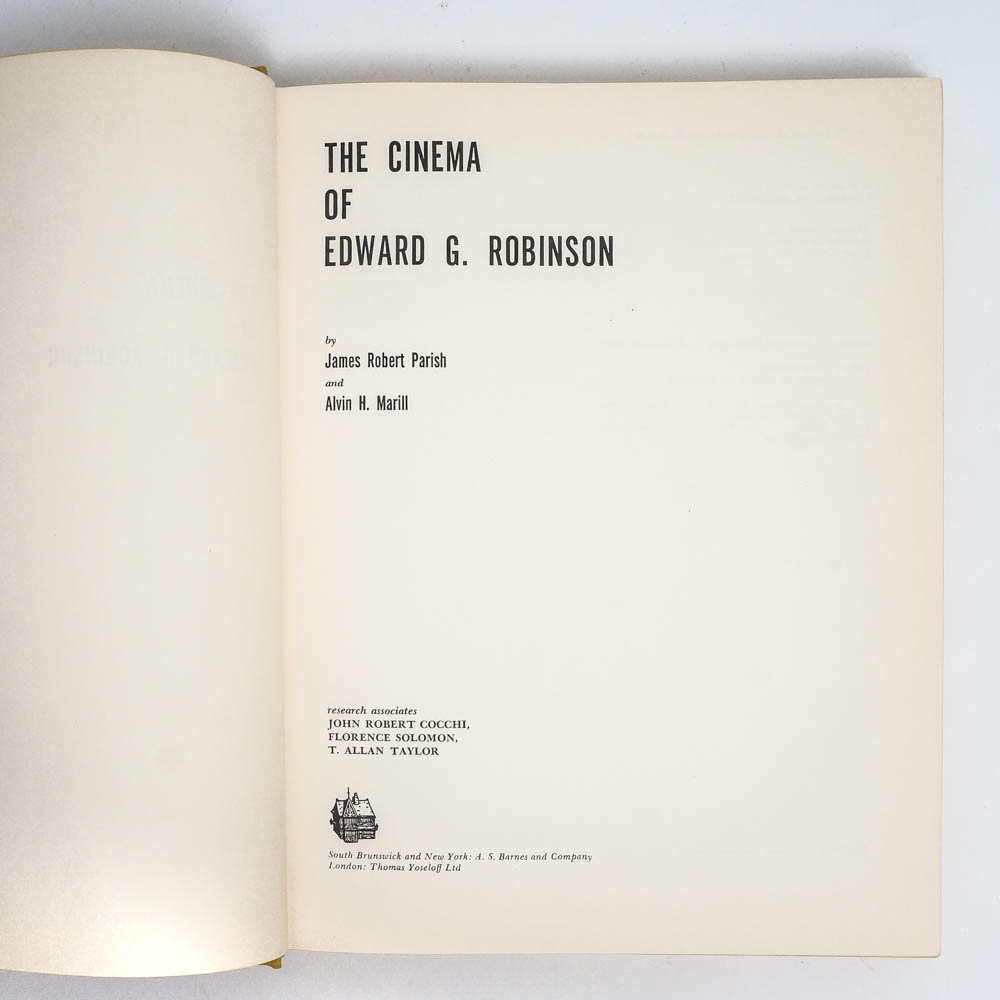 THE CINEMA
OF
EDWARD G. ROBINSON
by
James Robert Parish
and
Alvin H. Marill
research associates
JOHN ROBERT COCCHI,
FLORENCE SOLOMON,
T. ALLAN TAYLOR
South Brunswick and New York: A. S. Barnes and Company
London: Thomas Yoseloff Ltd